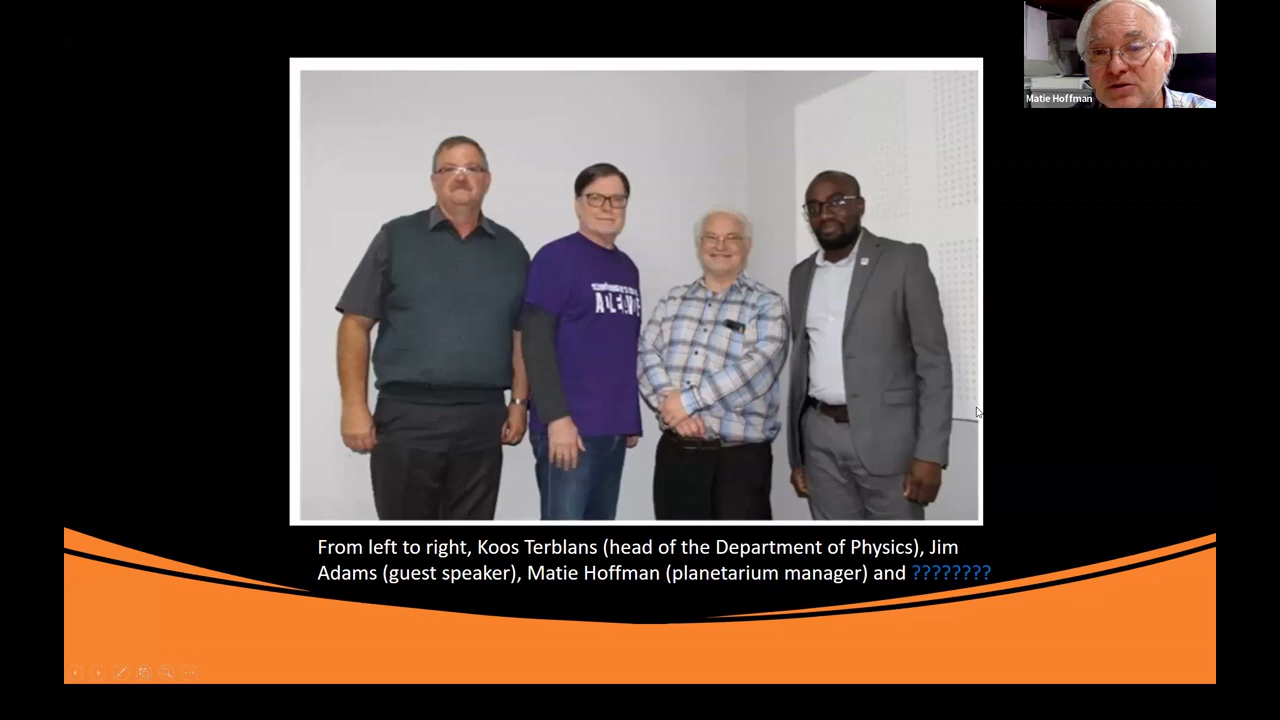 Matie Hoffman
From left to right, Koos Terblans (head of the Department of Physics), Jim
Adams (guest speaker), Matie Hoffman (planetarium manager) and ????????